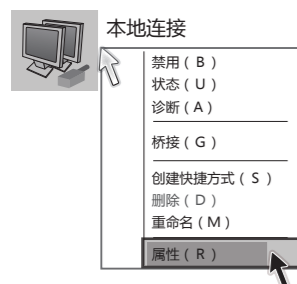 本地连接
禁用 ( B )
状态 ( U )
诊断 ( A )
桥接 ( G )
创建快捷方式 ( S )
删除 ( D )
重命名 ( M )
属性 ( R )